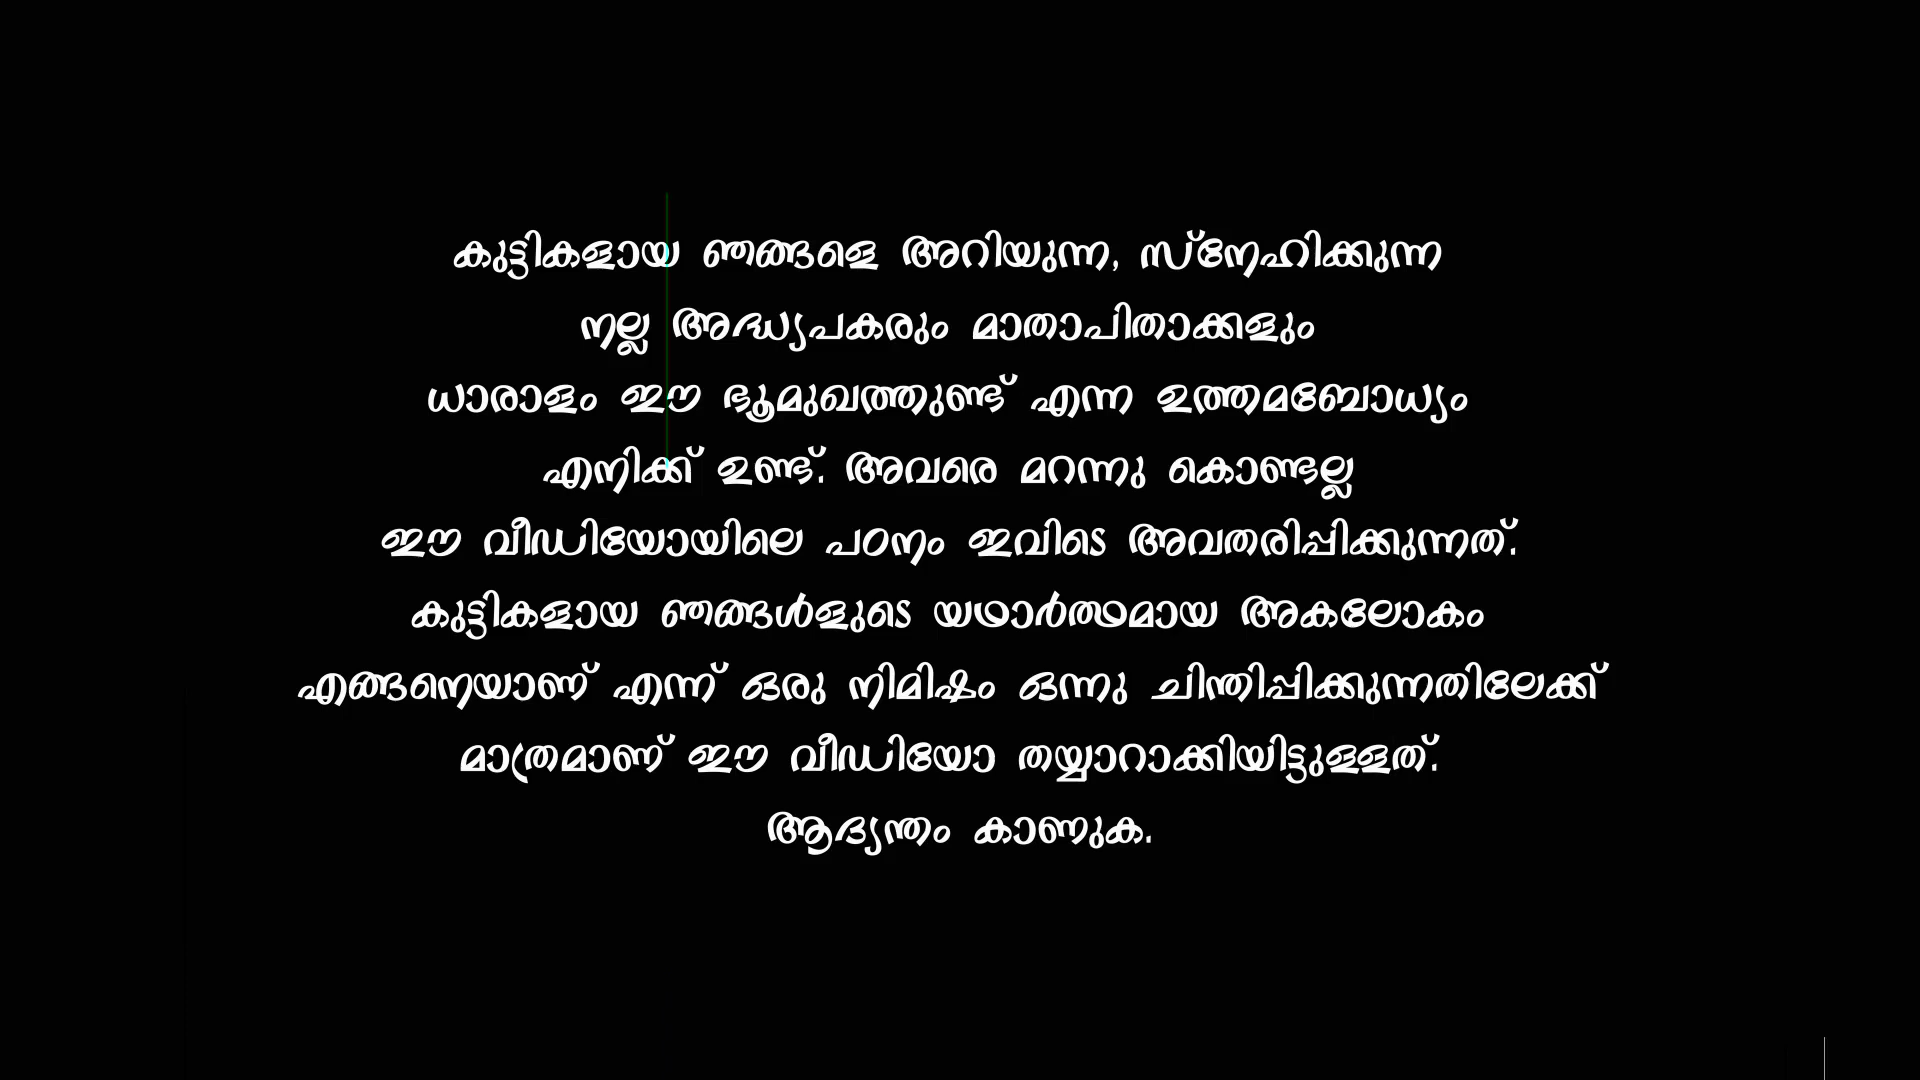 കുട്ടികളായ ഞങ്ങളെ അറിയുന്ന, സ്നേഹിക്കുന്ന
നല്ല അദ്ധ്യപകരും മാതാപിതാക്കളും
ധാരാളം ഈ ഭൂമുഖത്തുണ്ട് എന്ന ഉത്തമബോധ്യം
എനിക്ക് ഉണ്ട്. അവരെ മറന്നു കൊണ്ടല്ല
ഈ വീഡിയോയിലെ പഠനം ഇവിടെ അവതരിപ്പിക്കുന്നത്.
കുട്ടികളായ ഞങ്ങൾളുടെ യഥാർത്ഥമായ അകലോകം
എങ്ങനെയാണ് എന്ന് ഒരു നിമിഷം ഒന്നു ചിന്തിപ്പിക്കുന്നതിലേക്ക്
മാത്രമാണ് ഈ വീഡിയോ തയ്യാറാക്കിയിട്ടുള്ളത്.
ആദ്യന്തം കാണുക.